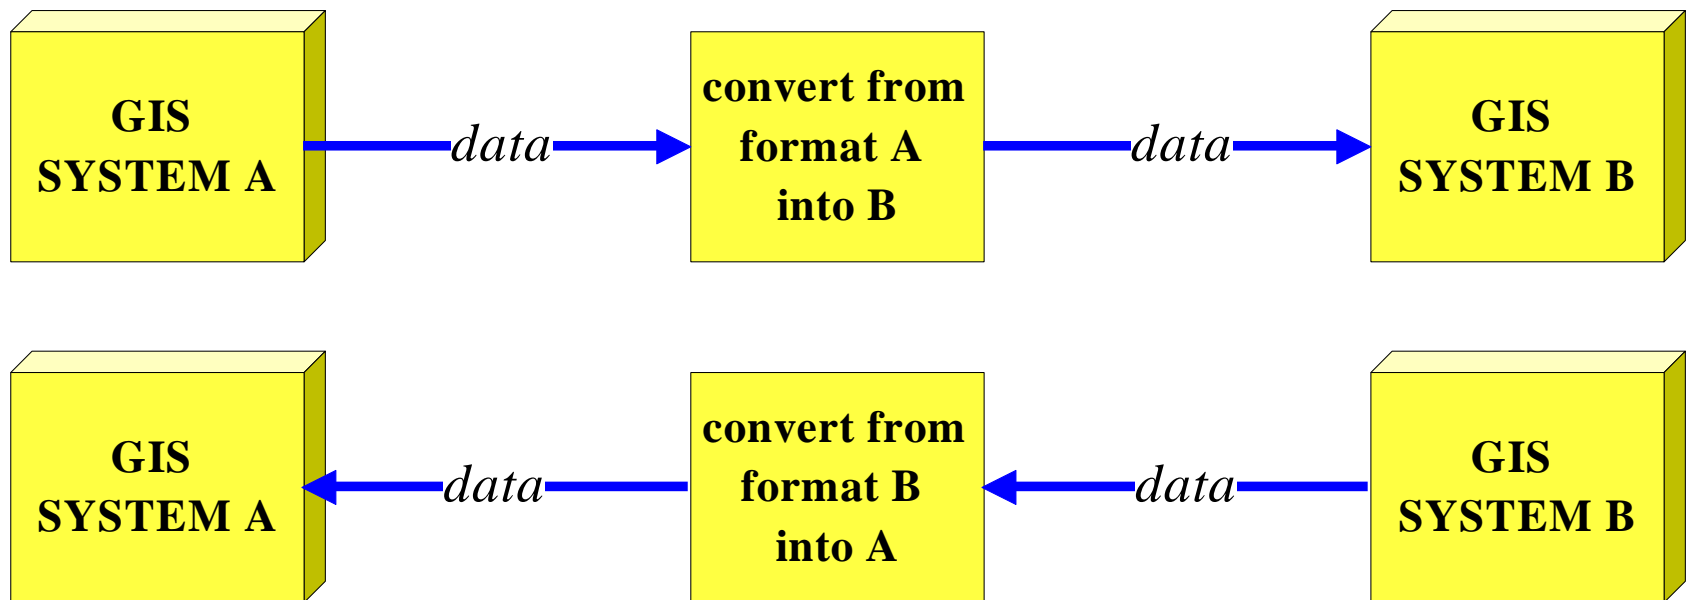 GIS
SYSTEM A
data
convert from
format A
into B
data
GIS
SYSTEM B
GIS
SYSTEM A
data
convert from
format B
into A
data
GIS
SYSTEM B